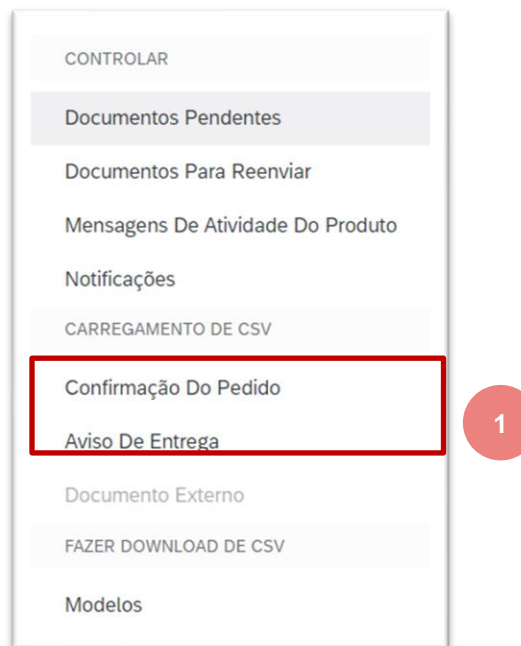 CONTROLAR
Documentos Pendentes
Documentos Para Reenviar
Mensagens De Atividade Do Produto
Notificações
CARREGAMENTO DE CSV
Confirmação Do Pedido
1
Aviso De Entrega
Documento Externo
FAZER DOWNLOAD DE CSV
Modelos